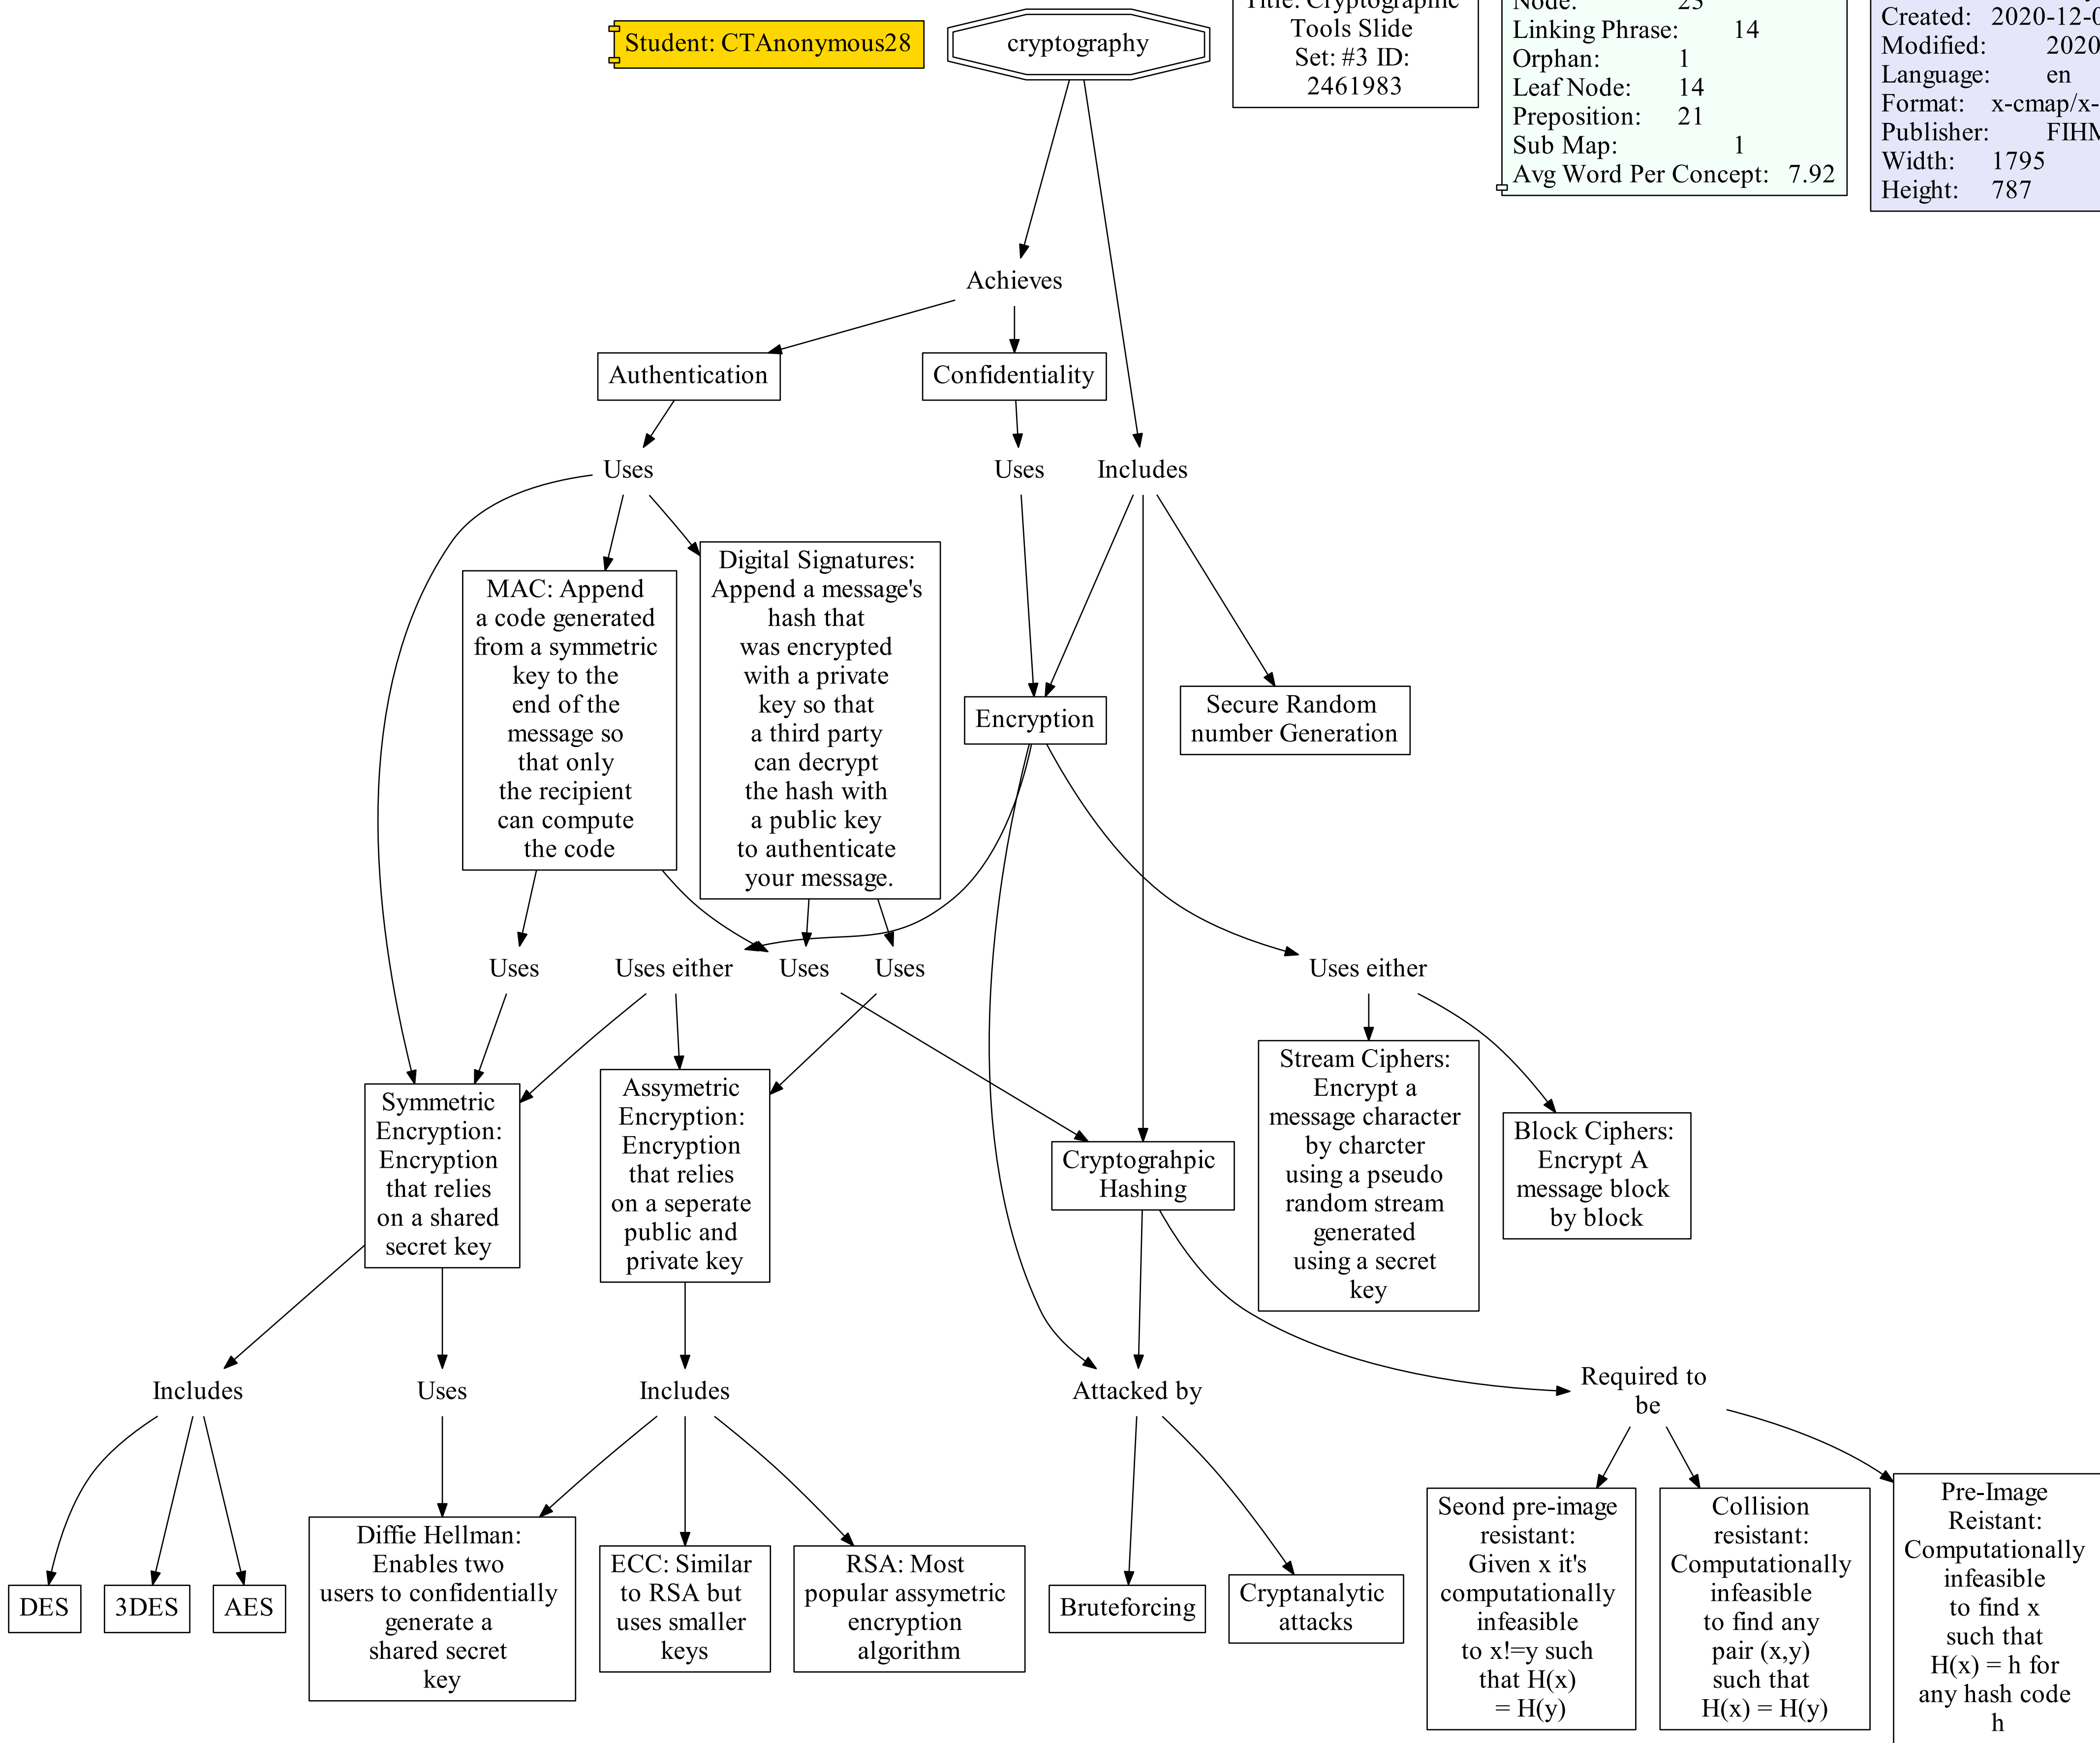 Student: CTAnonymous28
cryptography
Title: Cryptographic
Tools Slide
Set: #3 ID:
2461983
Node: 23
Linking Phrase: 14
Orphan: 1
Leaf Node: 14
Preposition: 21
Sub Map: 1
Avg Word Per Concept: 7.92
Created: 2020-12-0
Modified: 2020
Language: en
Format: x-cmap/x-
Publisher: FIHM
Width: 1795
Height: 787
Achieves
Authentication
Confidentiality
Uses
Uses
Includes
MAC: Append
a code generated
from a symmetric
key to the
end of the
message so
that only
the recipient
can compute
the code
Digital Signatures:
Append a message's
hash that
was encrypted
with a private
key so that
a third party
can decrypt
the hash with
a public key
to authenticate
your message.
Encryption
Secure Random
number Generation
Uses
Uses either
Uses
Uses
Uses either
Symmetric
Encryption:
Encryption
that relies
on a shared
secret key
Assymetric
Encryption:
Encryption
that relies
on a seperate
public and
private key
Cryptograhpic
Hashing
Stream Ciphers:
Encrypt a
message character
by charcter
using a pseudo
random stream
generated
using a secret
key
Block Ciphers:
Encrypt A
message block
by block
Includes
Uses
Includes
Attacked by
Required to
be
DES
3DES
AES
Diffie Hellman:
Enables two
users to confidentially
generate a
shared secret
key
ECC: Similar
to RSA but
uses smaller
keys
RSA: Most
popular assymetric
encryption
algorithm
Bruteforcing
Cryptanalytic
attacks
Seond pre-image
resistant:
Given x it's
computationally
infeasible
to x!=y such
that H(x)
= H(y)
Collision
resistant:
Computationally
infeasible
to find any
pair (x,y)
such that
H(x) = H(y)
Pre-Image
Reistant:
Computationally
infeasible
to find x
such that
H(x) = h for
any hash code
h